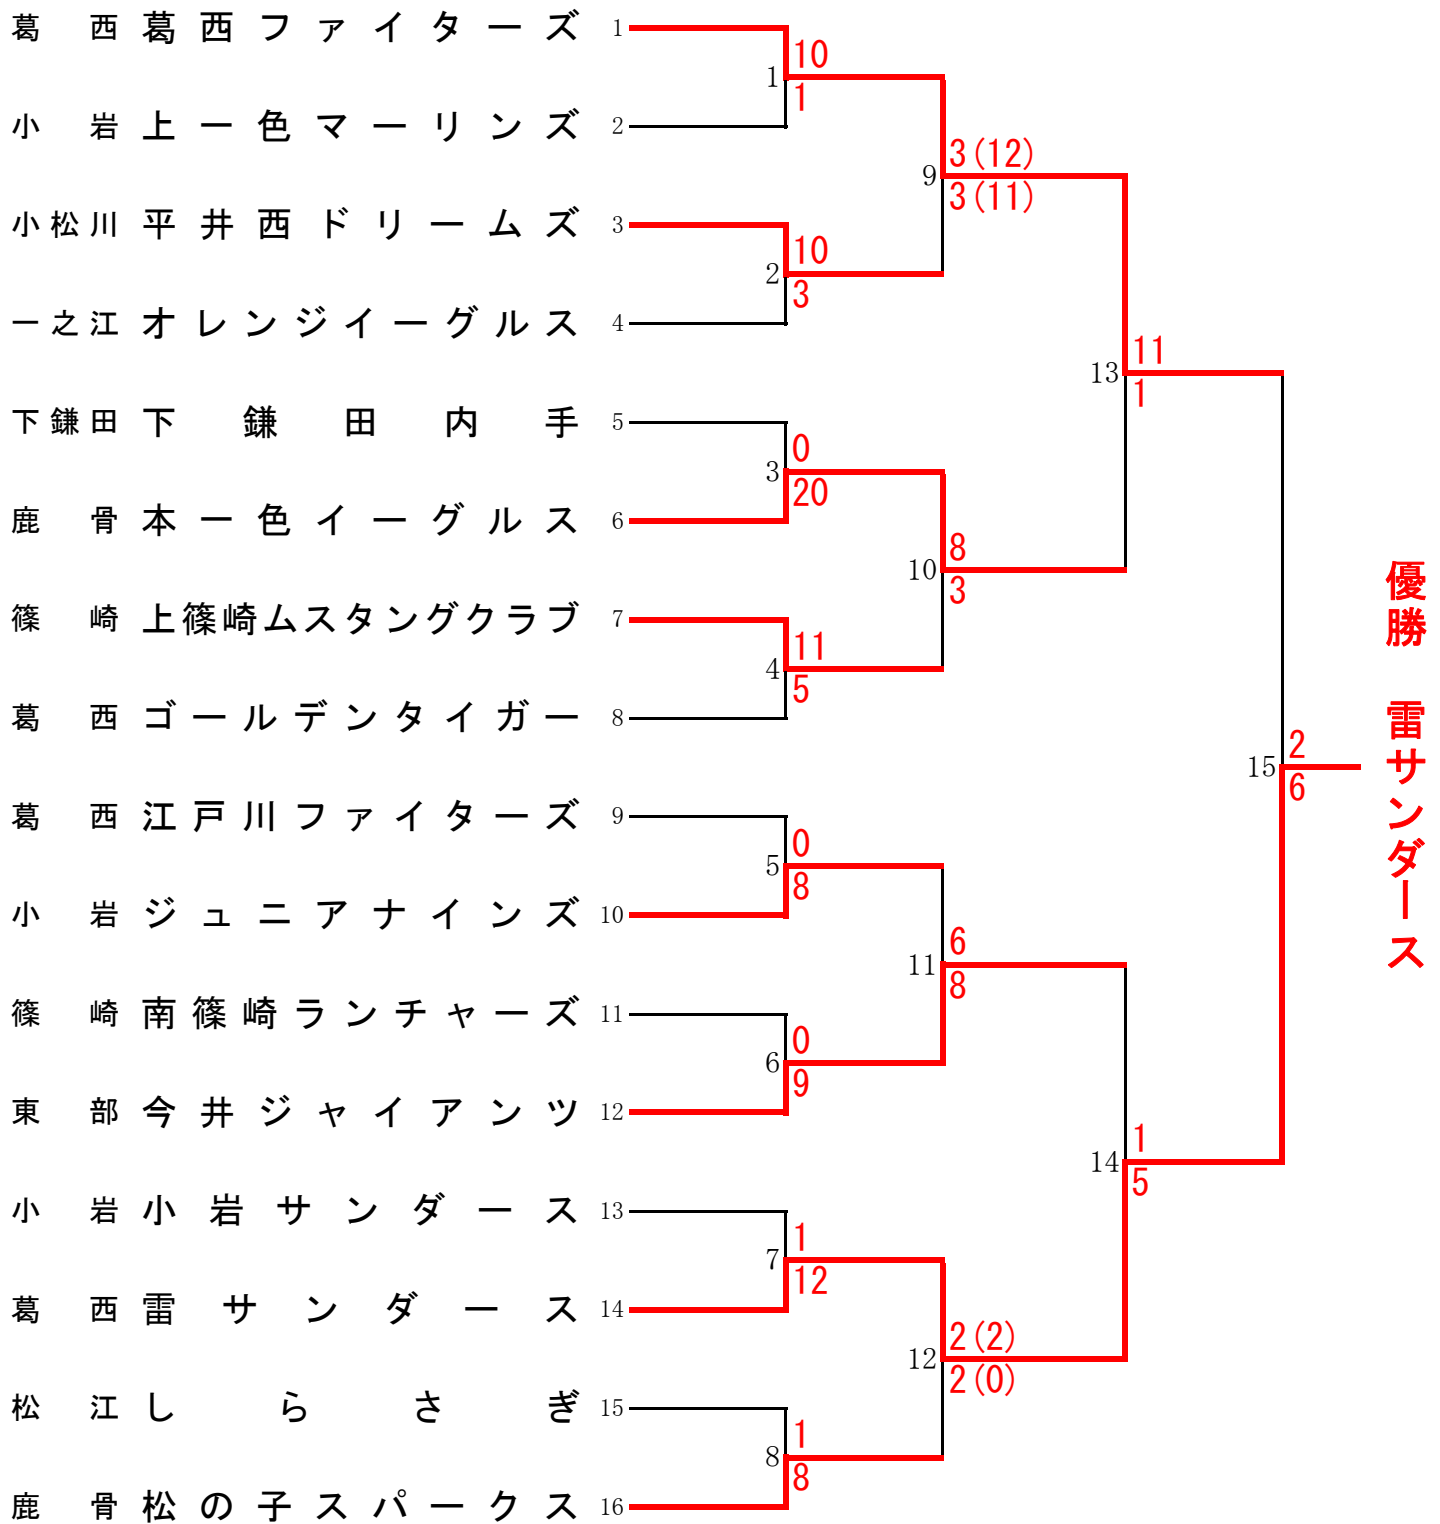 葛西 葛西ファイターズ 1
小岩 上一色マーリンズ 2
小松川 平井西ドリームズ 3
一之江 オレンジイーグルス 4
下鎌田 下鎌田内手 5
鹿骨 本一色イーグルス 6
篠崎 上篠崎ムスタングクラブ 7
葛西 ゴールデンタイガー 8
葛西 江戸川ファイターズ 9
小岩 ジュニアナインズ 10
篠崎 南篠崎ランチャーズ 11
東部 今井ジャイアンツ 12
小岩 小岩サンダース 13
葛西 雷サンダース 14
松江 しらさぎ 15
鹿骨 松の子スパークス 16
1 10
1
2 10
3
3 0
20
4 11
5
5 0
8
6 0
9
7 1
12
8 1
8
9 3(12)
3(11)
10 8
3
11 6
8
12 2(2)
2(0)
13 11
1
14 1
5
15 2
6
優勝 雷サンダース